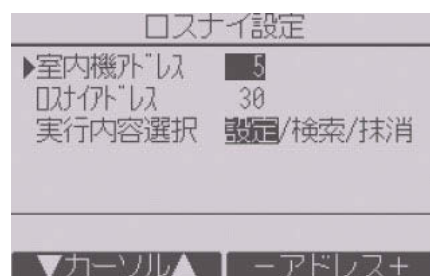 ロスナイ設定
▶室内機ｱﾄﾞﾚｽ 5
ﾛｽﾅｲｱﾄﾞﾚｽ 30
実行内容選択 設定/検索/抹消
▼カーソル▲ －アドレス＋